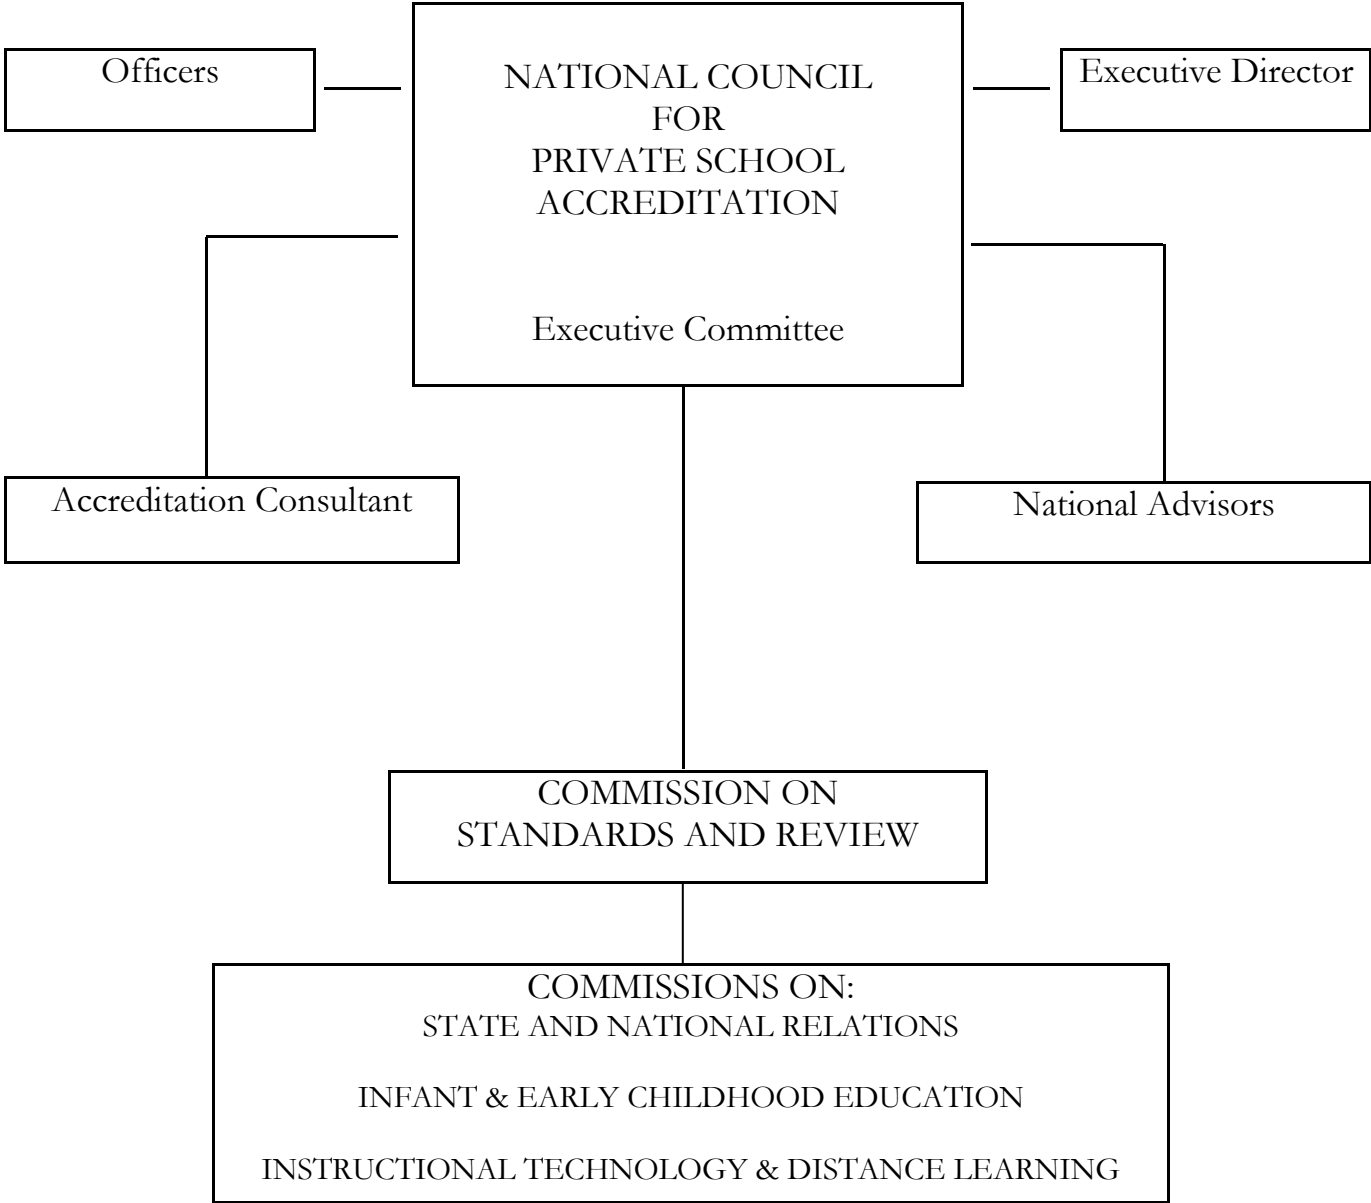 Officers
NATIONAL COUNCIL
FOR
PRIVATE SCHOOL
ACCREDITATION
Executive Committee
Executive Director
Accreditation Consultant
National Advisors
COMMISSION ON
STANDARDS AND REVIEW
COMMISSIONS ON:
STATE AND NATIONAL RELATIONS
INFANT & EARLY CHILDHOOD EDUCATION
INSTRUCTIONAL TECHNOLOGY & DISTANCE LEARNING